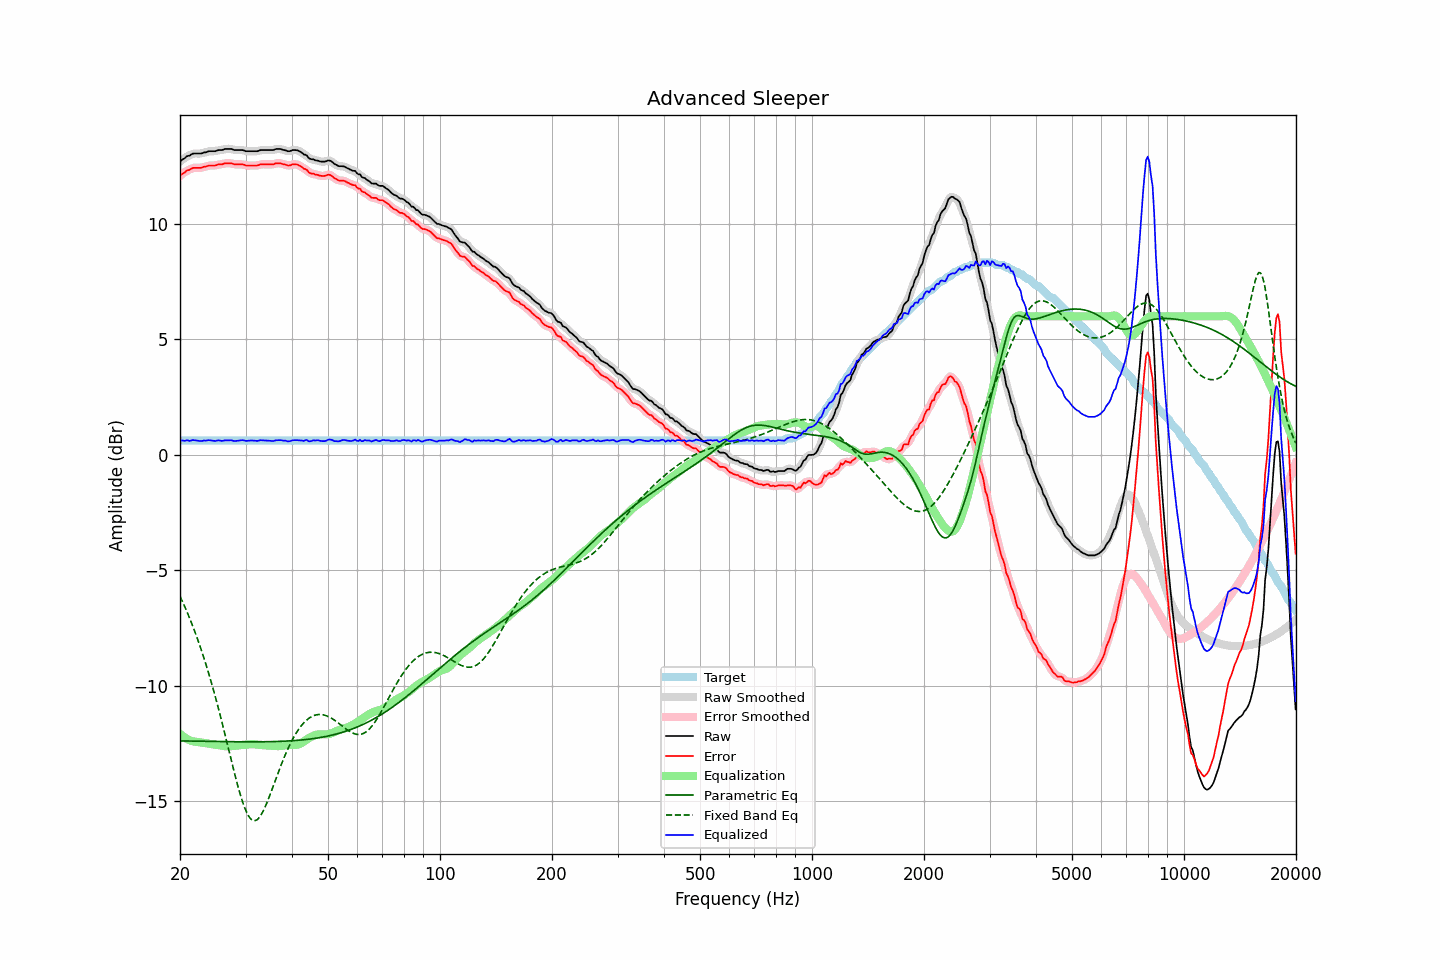 Advanced Sleeper
Amplitude (dBr)
10
5
0
−5
−10
−15
Target
Raw Smoothed
Error Smoothed
Raw
Error
Equalization
Parametric Eq
Fixed Band Eq
Equalized
20 50 100 200 500 1000 2000 5000 10000 20000
Frequency (Hz)